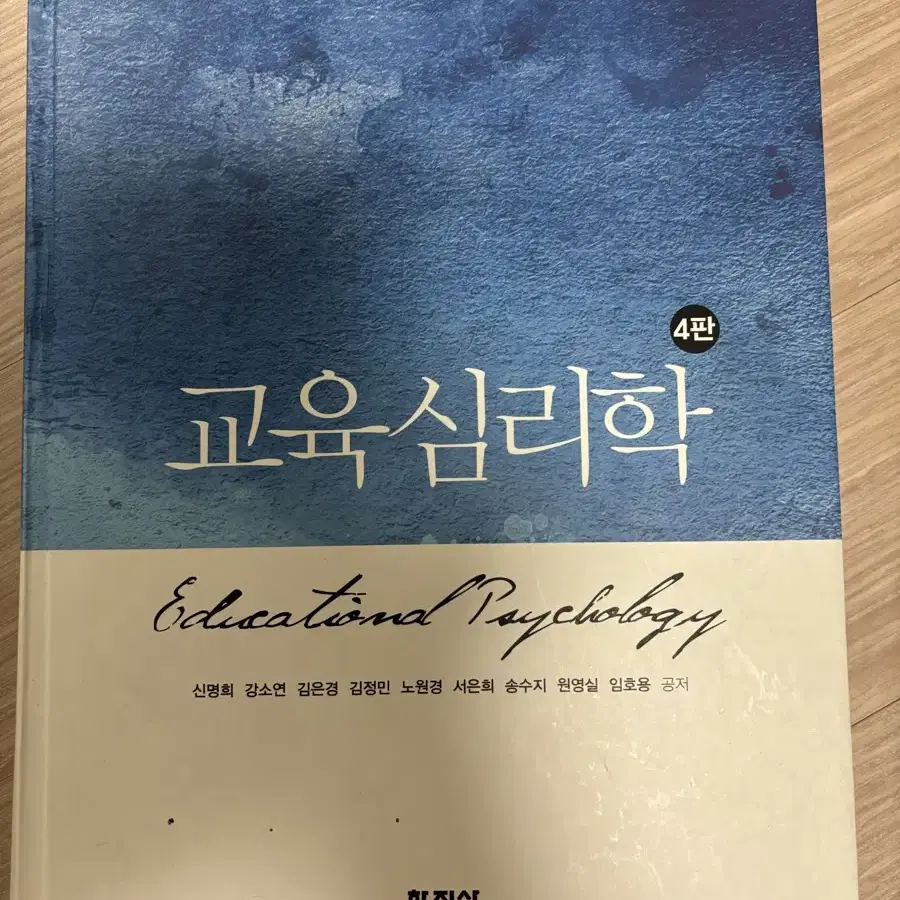 4판
교육심리학
Educational Psychology
신명희 강소연 김은경 김정민 노원경 서은희 송수지 원영실 임호용 공저